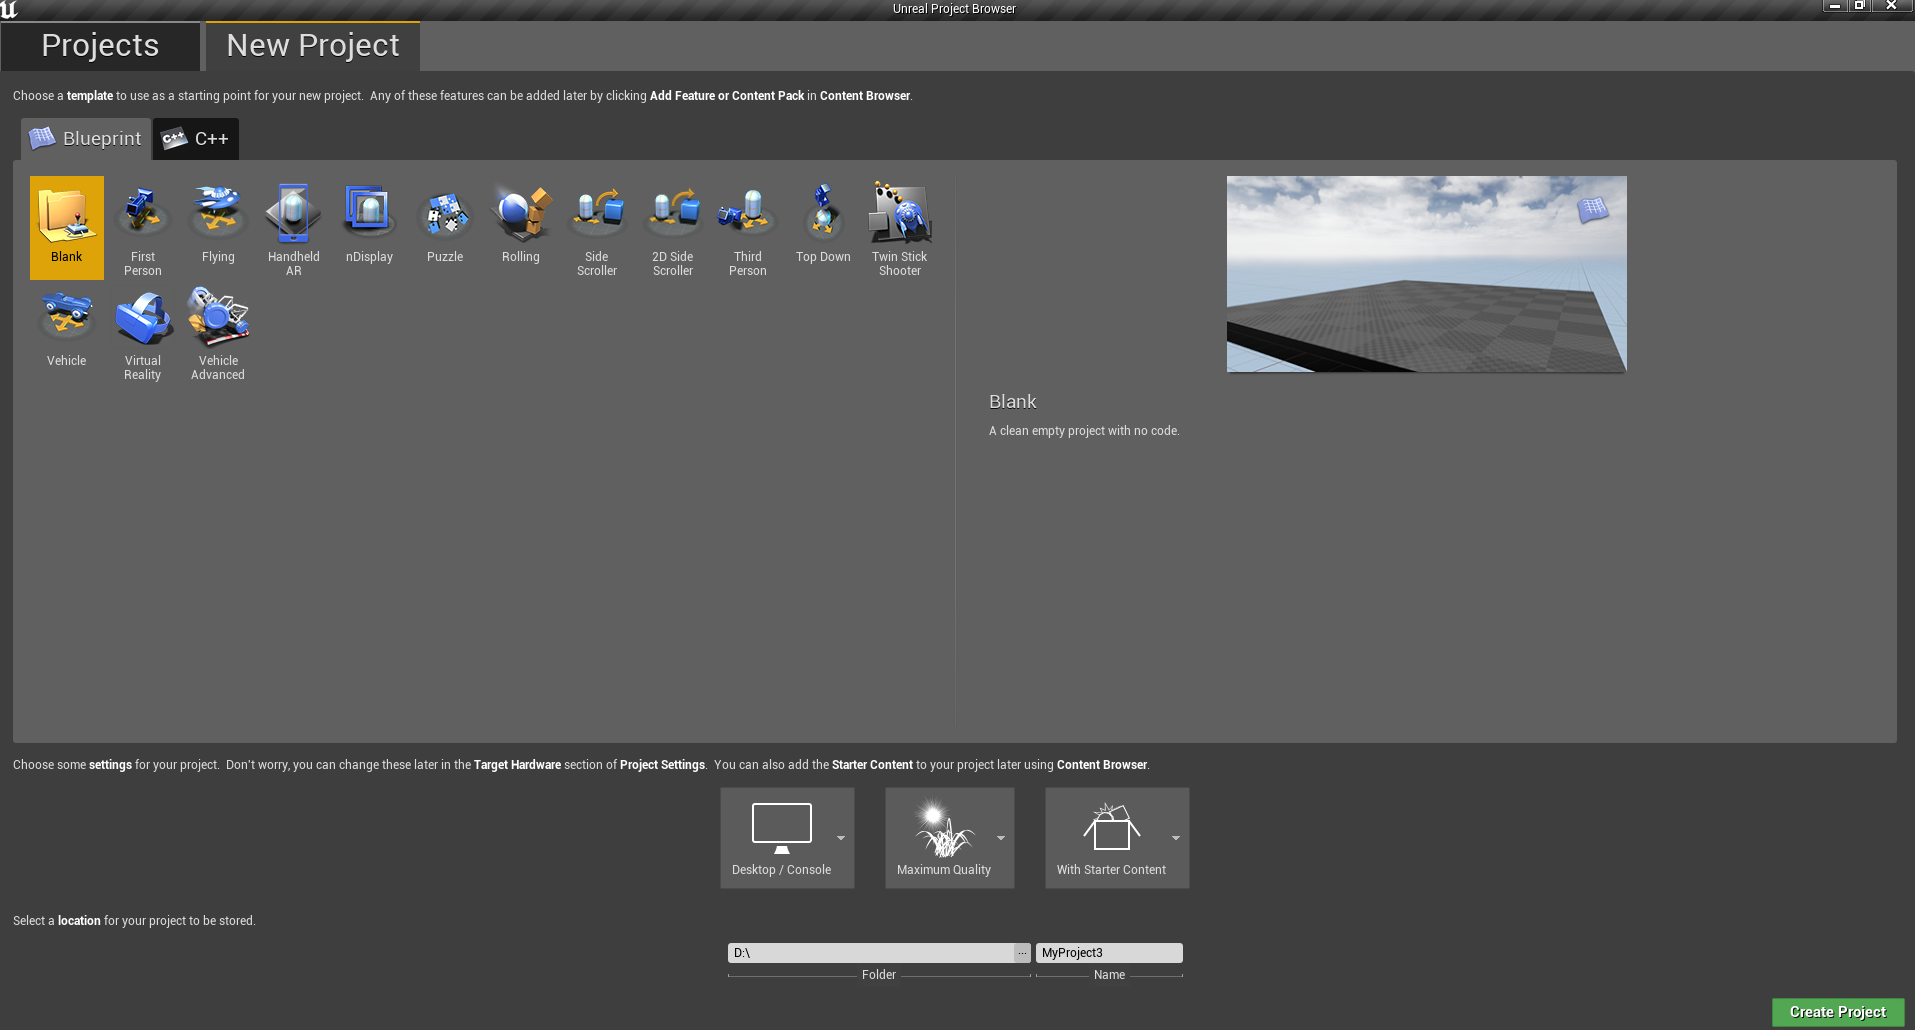 Unreal Project Browser
Projects
New Project
Choose a template to use as a starting point for your new project. Any of these features can be added later by clicking Add Feature or Content Pack in Content Browser.
Blueprint
C++
C++
Blank
First
Person
Flying
Handheld
AR
nDisplay
Puzzle
Rolling
Side
Scroller
2D Side
Scroller
Third
Person
Top Down
Twin Stick
Shooter
Vehicle
Virtual
Reality
Vehicle
Advanced
Blank
A clean empty project with no code.
Choose some settings for your project. Don't worry, you can change these later in the Target Hardware section of Project Settings. You can also add the Starter Content to your project later using Content Browser.
Desktop / Console
Maximum Quality
With Starter Content
Select a location for your project to be stored.
D:\
...
MyProject3
Folder
Name
Create Project